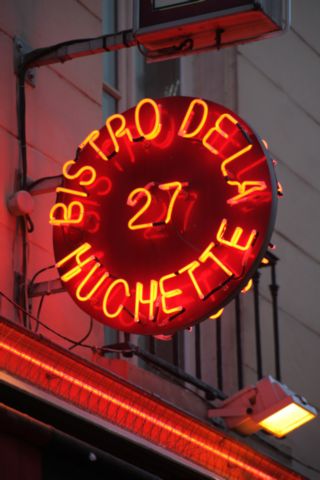 BISTRO DE LA
27
HUCHETTE